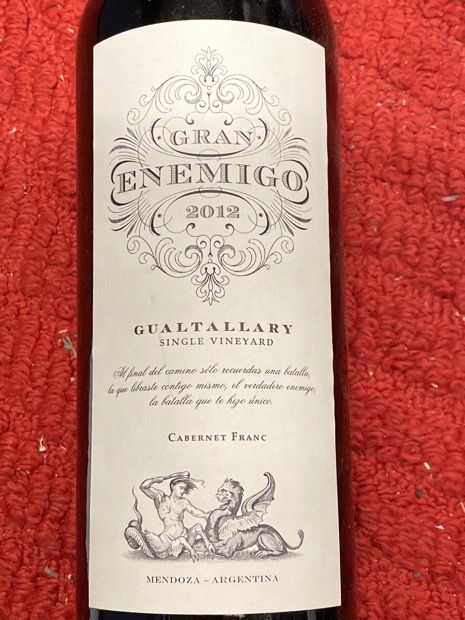 GRAN
ENEMIGO
2012
GUALTALLARY
SINGLE VINEYARD
Al final del camino sólo recuerdas una batalla,
la que libraste contigo mismo, el verdadero enemigo;
la batalla que te hizo único.
CABERNET FRANC
MENDOZA ~ ARGENTINA